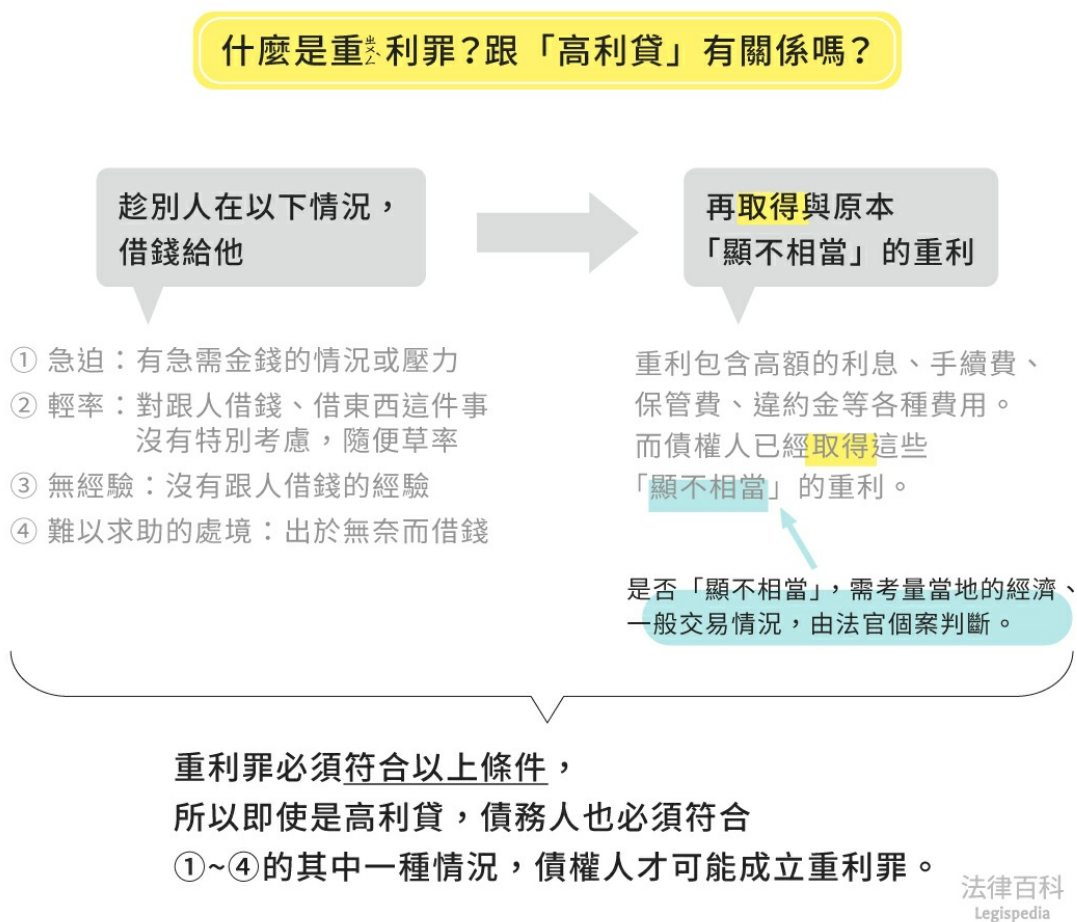 什麼是重ㄓㄨㄥˋ利罪?跟「高利貸」有關係嗎?
趁別人在以下情況，
借錢給他
① 急迫：有急需金錢的情況或壓力
② 輕率：對跟人借錢、借東西這件事
沒有特別考慮，隨便草率
③ 無經驗：沒有跟人借錢的經驗
④ 難以求助的處境：出於無奈而借錢
再取得與原本
「顯不相當」的重利
重利包含高額的利息、手續費、
保管費、違約金等各種費用。
而債權人已經取得這些
「顯不相當」的重利。
是否「顯不相當」，需考量當地的經濟、
一般交易情況，由法官個案判斷。
重利罪必須符合以上條件，
所以即使是高利貸，債務人也必須符合
①~④的其中一種情況，債權人才可能成立重利罪。
法律百科
Legispedia